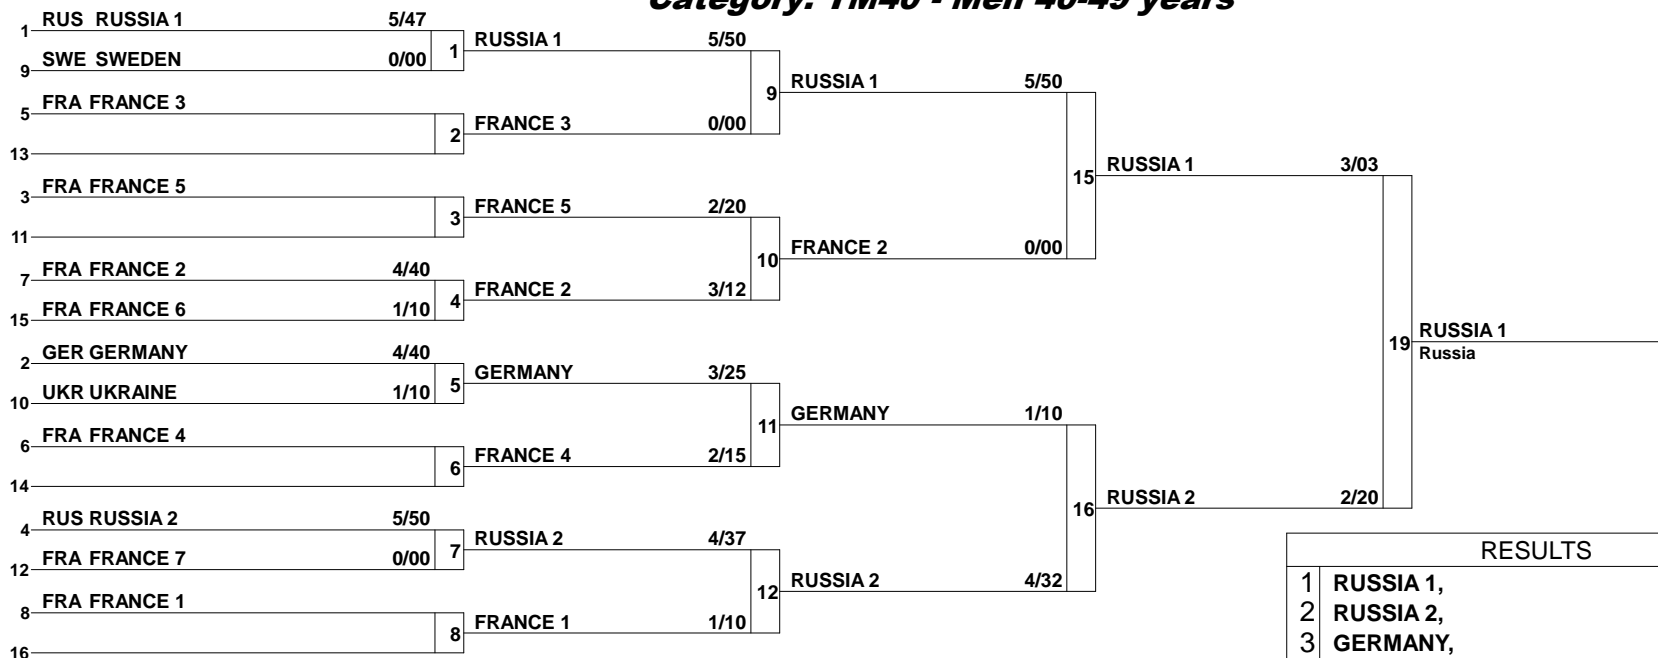 Category: TM40 - Men 40-49 years
1 RUS RUSSIA 1 5/47
9 SWE SWEDEN 0/00
1
5 FRA FRANCE 3
13
2
3 FRA FRANCE 5
11
3
7 FRA FRANCE 2 4/40
15 FRA FRANCE 6 1/10
4
2 GER GERMANY 4/40
10 UKR UKRAINE 1/10
5
6 FRA FRANCE 4
14
6
4 RUS RUSSIA 2 5/50
12 FRA FRANCE 7 0/00
7
8 FRA FRANCE 1
16
8
RUSSIA 1 5/50
FRANCE 3 0/00
9
FRANCE 5 2/20
FRANCE 2 3/12
10
GERMANY 3/25
FRANCE 4 2/15
11
RUSSIA 2 4/37
FRANCE 1 1/10
12
RUSSIA 1 5/50
FRANCE 2 0/00
15
GERMANY 1/10
RUSSIA 2 4/32
16
RUSSIA 1 3/03
RUSSIA 2 2/20
19
RUSSIA 1
Russia
RESULTS
1 RUSSIA 1,
2 RUSSIA 2,
3 GERMANY,